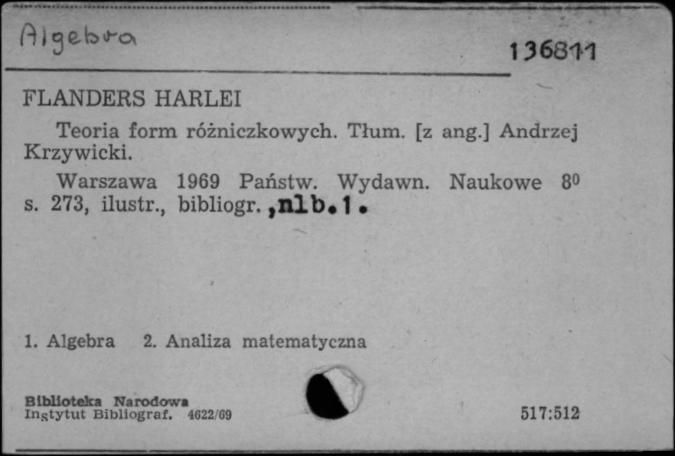 Algebra
136811
FLANDERS HARLEI
Teoria form różniczkowych. Tłum. [z ang.] Andrzej
Krzywicki.
Warszawa 1969 Państw. Wydawn. Naukowe 8⁰
s. 273, ilustr., bibliogr. ,nlb.1.
1. Algebra 2. Analiza matematyczna
Biblioteka Narodowa
Instytut Bibliograf. 4622/69
517:512